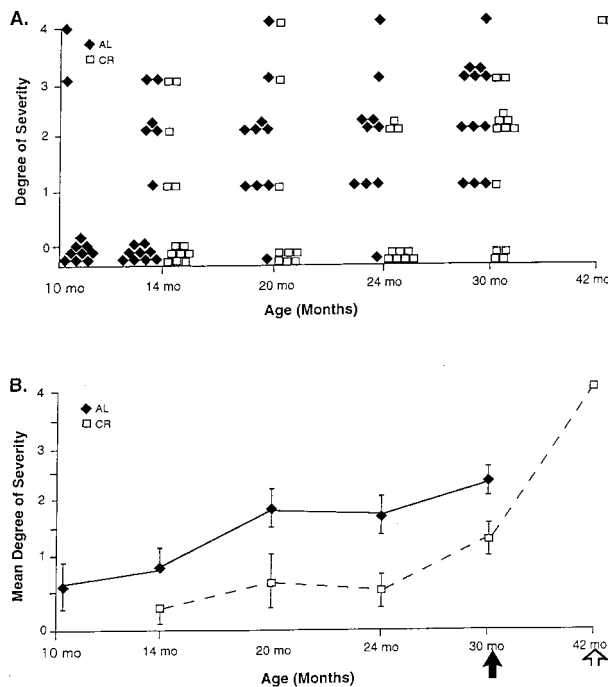 A.
AL
CR
Degree of Severity
4
3
2
1
0
10 mo 14 mo 20 mo 24 mo 30 mo 42 mo
Age (Months)
B.
AL
CR
Mean Degree of Severity
4
3
2
1
0
10 mo 14 mo 20 mo 24 mo 30 mo 42 mo
Age (Months)